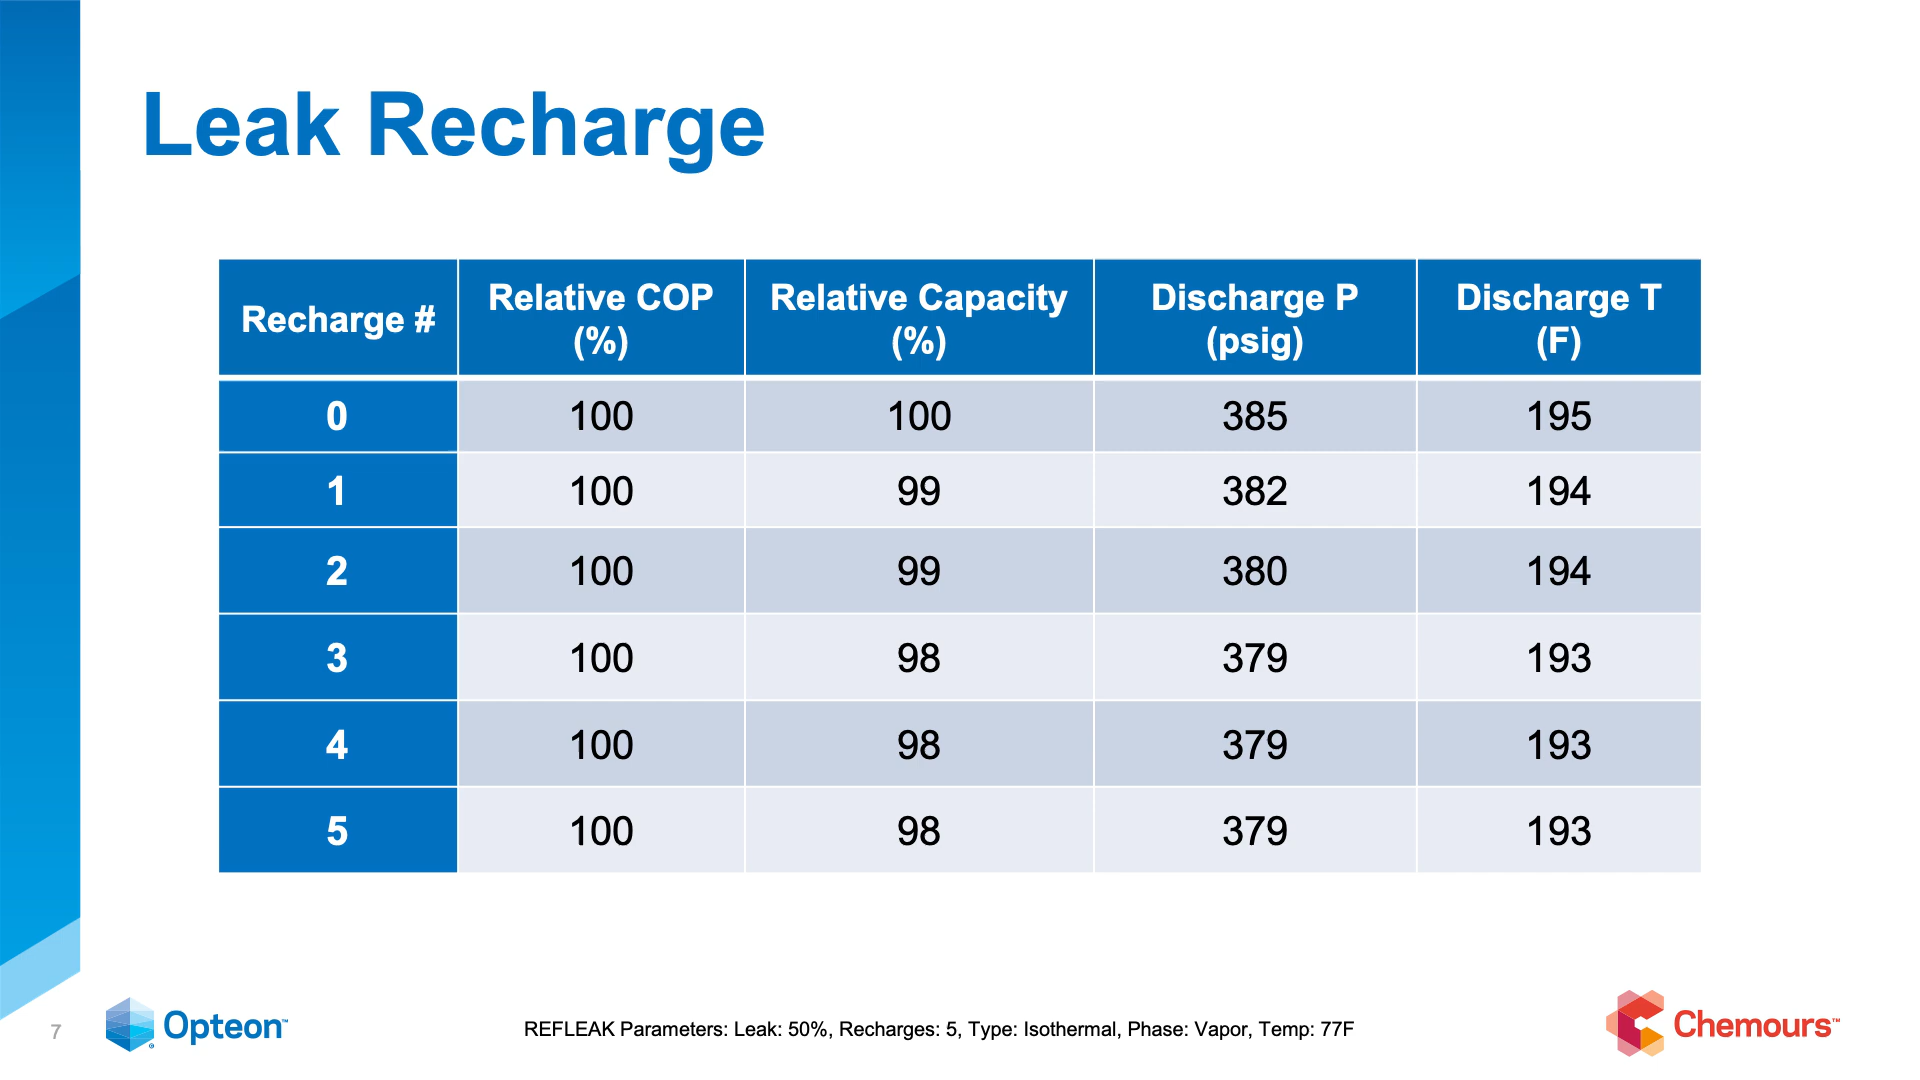 Leak Recharge
Recharge # Relative COP (%) Relative Capacity (%) Discharge P (psig) Discharge T (F)
0 100 100 385 195
1 100 99 382 194
2 100 99 380 194
3 100 98 379 193
4 100 98 379 193
5 100 98 379 193
7
Opteon™
REFLEAK Parameters: Leak: 50%, Recharges: 5, Type: Isothermal, Phase: Vapor, Temp: 77F
Chemours™